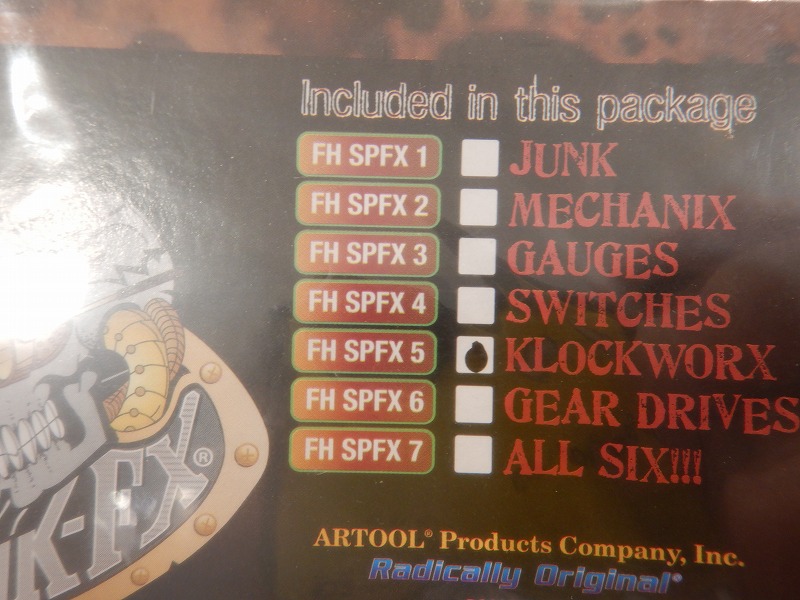 Included in this package
FH SPFX 1 JUNK
FH SPFX 2 MECHANIX
FH SPFX 3 GAUGES
FH SPFX 4 SWITCHES
FH SPFX 5 KLOCKWORX
FH SPFX 6 GEAR DRIVES
FH SPFX 7 ALL SIX!!!
K-FX®
ARTOOL® Products Company, Inc.
Radically Original®